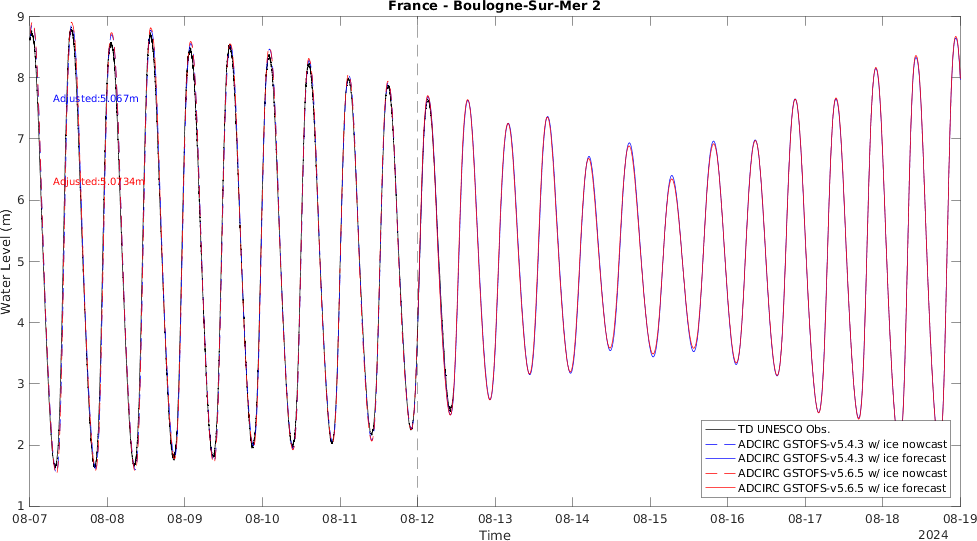 France - Boulogne-Sur-Mer 2
9
8
7
6
5
4
3
2
1
Water Level (m)
Adjusted:5.067m
Adjusted:5.0734m
TD UNESCO Obs.
ADCIRC GSTOFS-v5.4.3 w/ ice nowcast
ADCIRC GSTOFS-v5.4.3 w/ ice forecast
ADCIRC GSTOFS-v5.6.5 w/ ice nowcast
ADCIRC GSTOFS-v5.6.5 w/ ice forecast
08-07 08-08 08-09 08-10 08-11 08-12 08-13 08-14 08-15 08-16 08-17 08-18 08-19
Time
2024